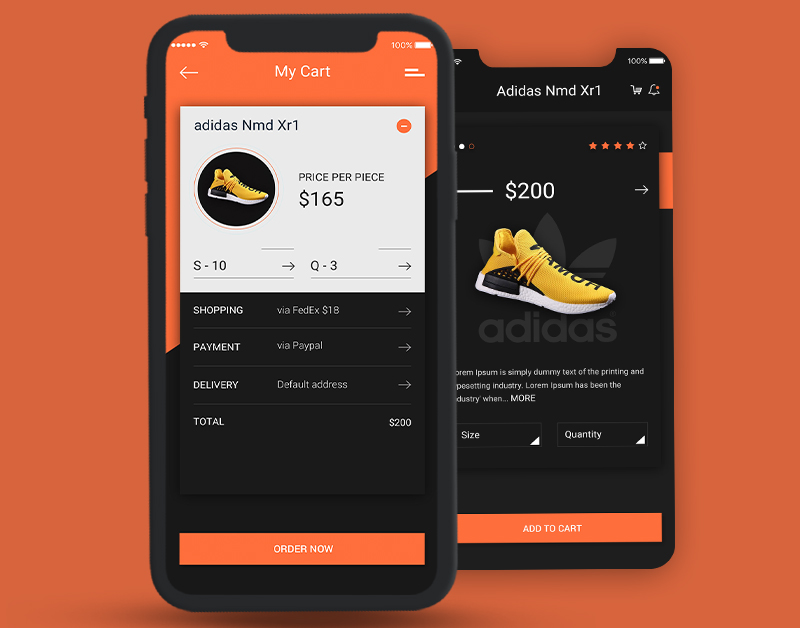 100%
My Cart
adidas Nmd Xr1
PRICE PER PIECE
$165
S - 10
Q - 3
SHOPPING via FedEx $18
PAYMENT via Paypal
DELIVERY Default address
TOTAL $200
ORDER NOW
100%
Adidas Nmd Xr1
$200
adidas
orem Ipsum is simply dummy text of the printing and
pesetting industry. Lorem Ipsum has been the
dustry' when... MORE
Size
Quantity
ADD TO CART